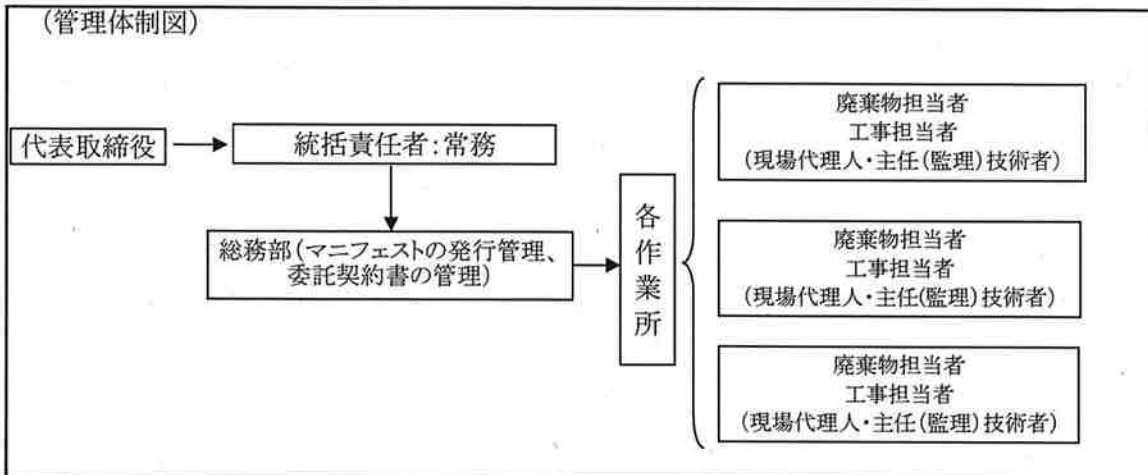 (管理体制図)
代表取締役
統括責任者:常務
総務部(マニフェストの発行管理、
委託契約書の管理)
各
作
業
所
廃棄物担当者
工事担当者
(現場代理人・主任(監理)技術者)
廃棄物担当者
工事担当者
(現場代理人・主任(監理)技術者)
廃棄物担当者
工事担当者
(現場代理人・主任(監理)技術者)